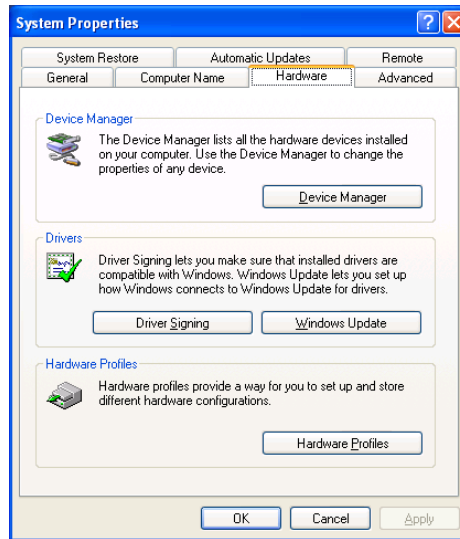 System Properties
System Restore Automatic Updates Remote
General Computer Name Hardware Advanced
Device Manager
The Device Manager lists all the hardware devices installed
on your computer. Use the Device Manager to change the
properties of any device.
Device Manager
Drivers
Driver Signing lets you make sure that installed drivers are
compatible with Windows. Windows Update lets you set up
how Windows connects to Windows Update for drivers.
Driver Signing Windows Update
Hardware Profiles
Hardware profiles provide a way for you to set up and store
different hardware configurations.
Hardware Profiles
OK Cancel Apply